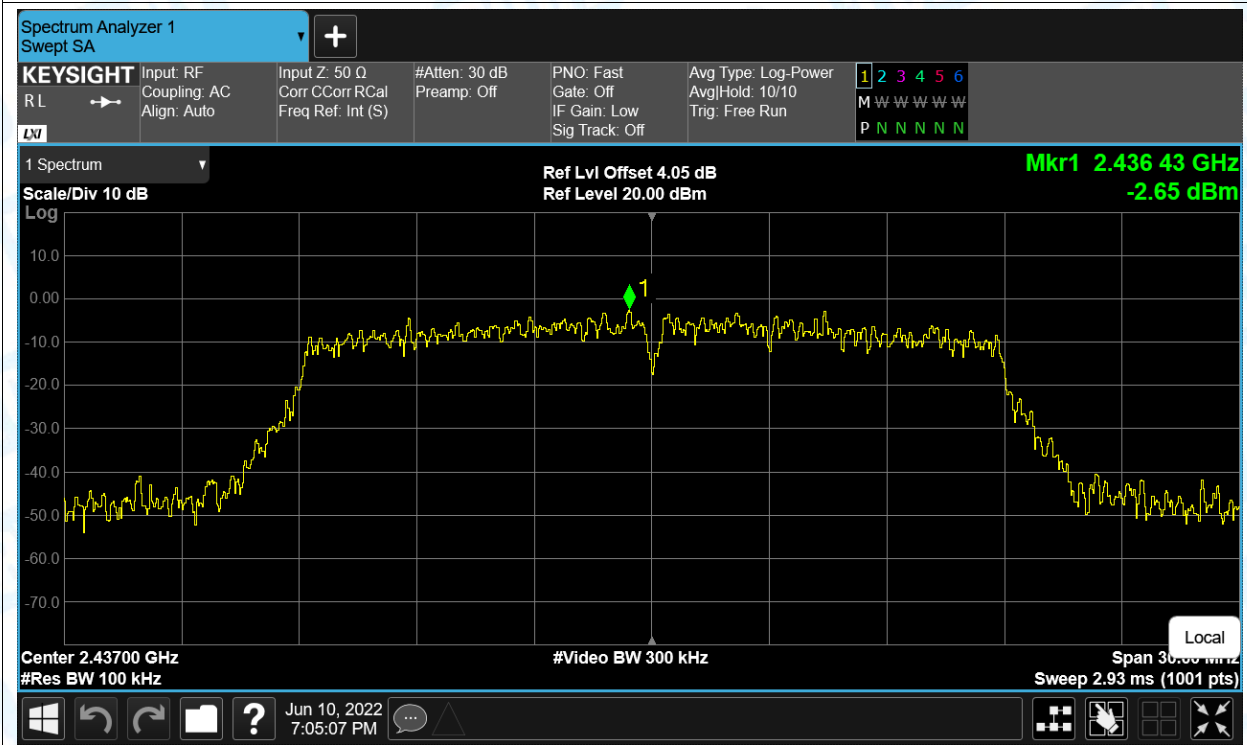 Spectrum Analyzer 1
Swept SA
KEYSIGHT
R L
LXI
Input: RF
Coupling: AC
Align: Auto
Input Z: 50 Ω
Corr CCorr RCal
Freq Ref: Int (S)
#Atten: 30 dB
Preamp: Off
PNO: Fast
Gate: Off
IF Gain: Low
Sig Track: Off
Avg Type: Log-Power
Avg|Hold: 10/10
Trig: Free Run
1 2 3 4 5 6
M W W W W W
P N N N N N
1 Spectrum
Scale/Div 10 dB
Ref Lvl Offset 4.05 dB
Ref Level 20.00 dBm
Mkr1 2.436 43 GHz
-2.65 dBm
Log
10.0
0.00
-10.0
-20.0
-30.0
-40.0
-50.0
-60.0
-70.0
1
Local
Center 2.43700 GHz
#Video BW 300 kHz
Span 30.00 MHz
#Res BW 100 kHz
Sweep 2.93 ms (1001 pts)
?
Jun 10, 2022
7:05:07 PM